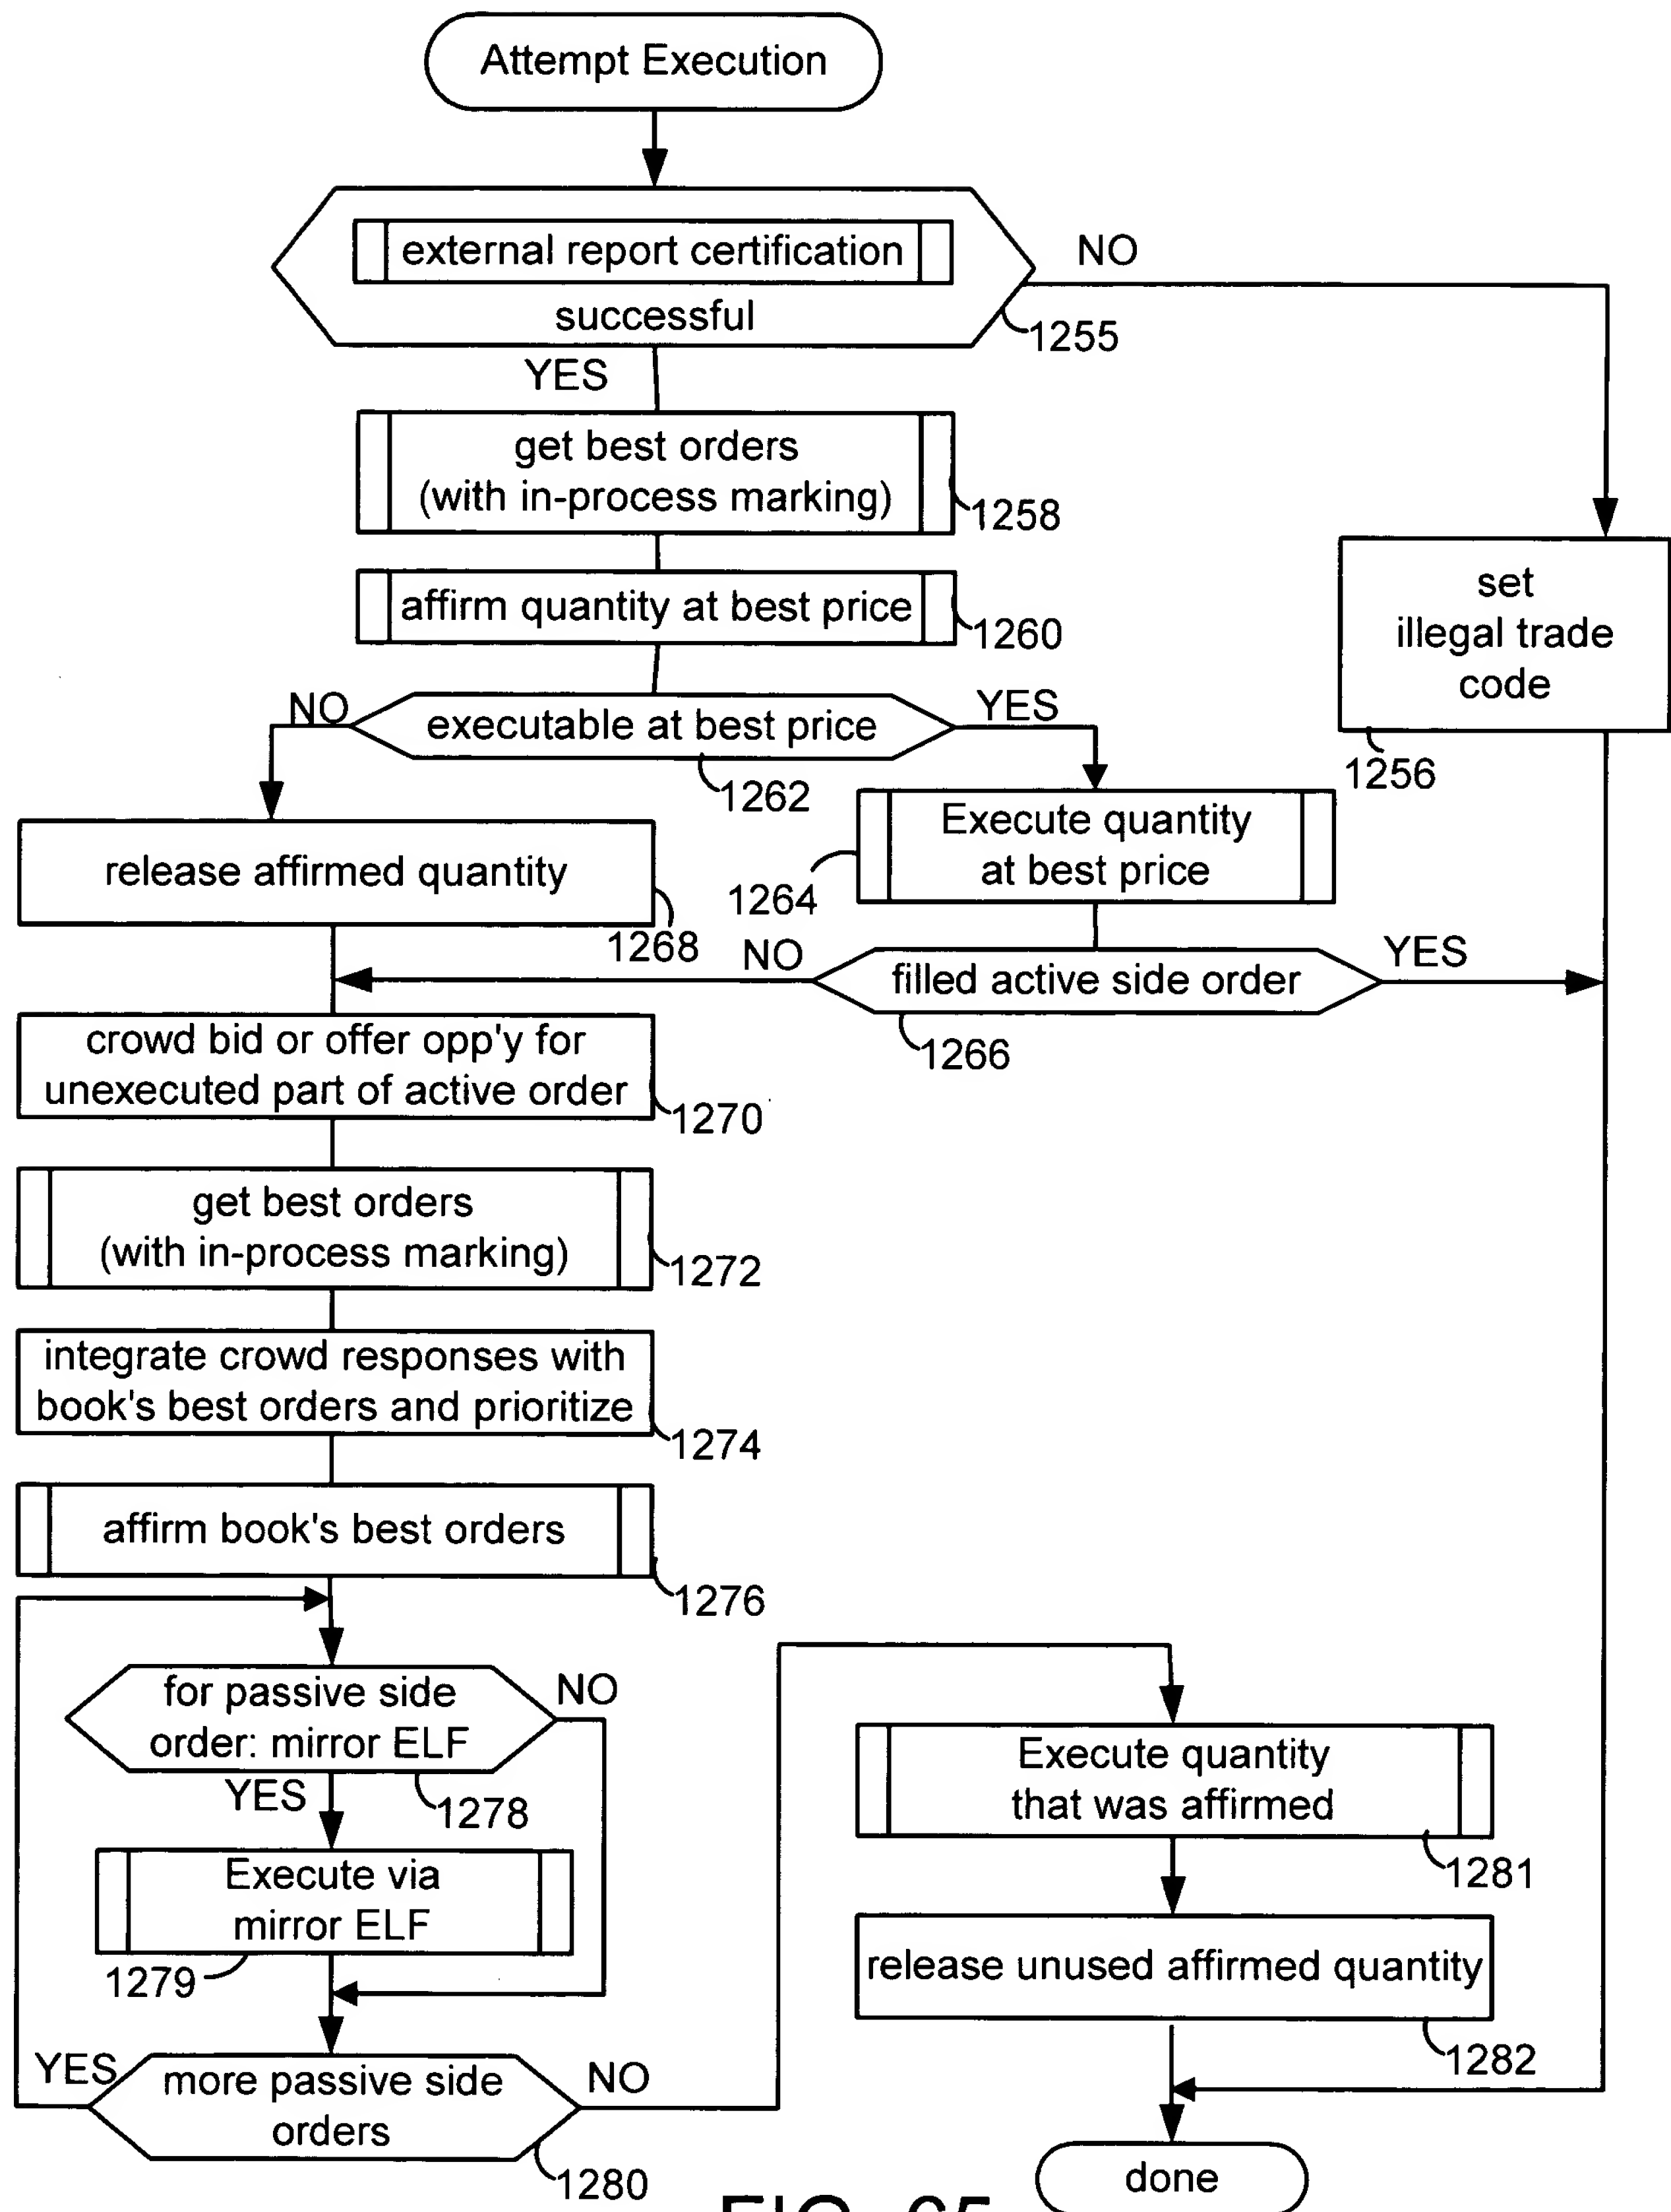 Attempt Execution
external report certification
successful
NO
1255
YES
get best orders
(with in-process marking)
1258
affirm quantity at best price
1260
set
illegal trade
code
1256
NO
executable at best price
YES
1262
Execute quantity
at best price
1264
release affirmed quantity
1268
NO
filled active side order
YES
1266
crowd bid or offer opp'y for
unexecuted part of active order
1270
get best orders
(with in-process marking)
1272
integrate crowd responses with
book's best orders and prioritize
1274
affirm book's best orders
1276
for passive side
order: mirror ELF
NO
YES
1278
Execute via
mirror ELF
1279
YES
more passive side
orders
NO
1280
Execute quantity
that was affirmed
1281
release unused affirmed quantity
1282
done
FIG. 65